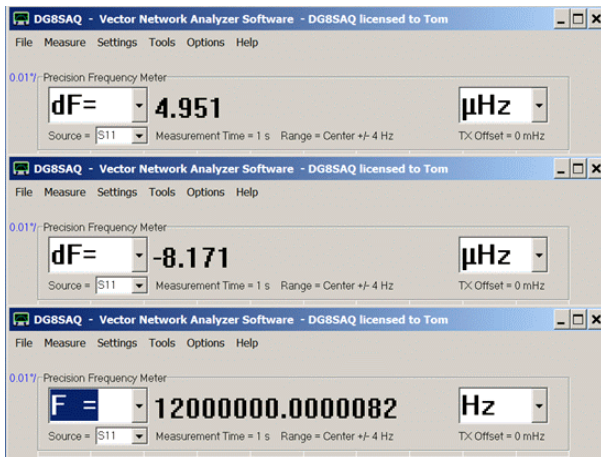 DG8SAQ - Vector Network Analyzer Software - DG8SAQ licensed to Tom
File Measure Settings Tools Options Help
0.01°/ Precision Frequency Meter
dF= 4.951 µHz
Source = S11 Measurement Time = 1 s Range = Center +/- 4 Hz TX Offset = 0 mHz
DG8SAQ - Vector Network Analyzer Software - DG8SAQ licensed to Tom
File Measure Settings Tools Options Help
0.01°/ Precision Frequency Meter
dF= -8.171 µHz
Source = S11 Measurement Time = 1 s Range = Center +/- 4 Hz TX Offset = 0 mHz
DG8SAQ - Vector Network Analyzer Software - DG8SAQ licensed to Tom
File Measure Settings Tools Options Help
0.01°/ Precision Frequency Meter
F = 12000000.0000082 Hz
Source = S11 Measurement Time = 1 s Range = Center +/- 4 Hz TX Offset = 0 mHz